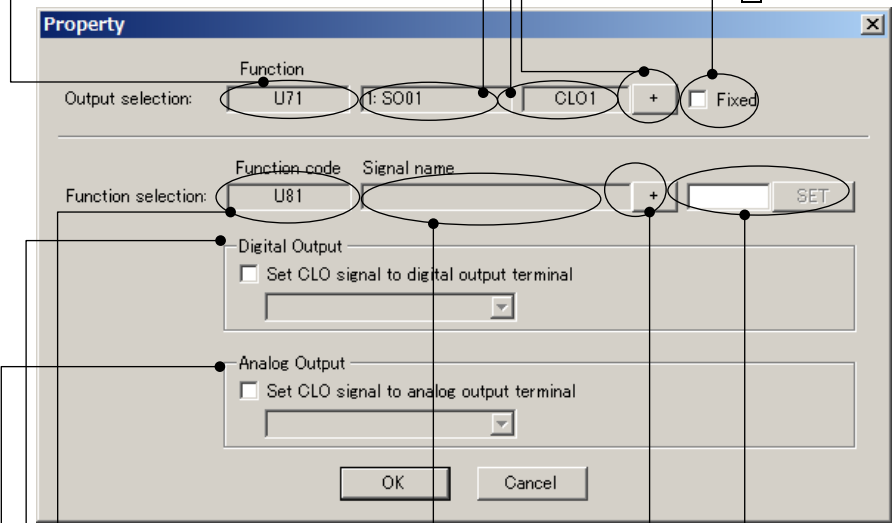 Property
Function
Output selection: U71 1: SO01 CLO1 + Fixed
Function code Signal name
Function selection: U81 + SET
Digital Output
Set CLO signal to digital output terminal
Analog Output
Set CLO signal to analog output terminal
OK Cancel